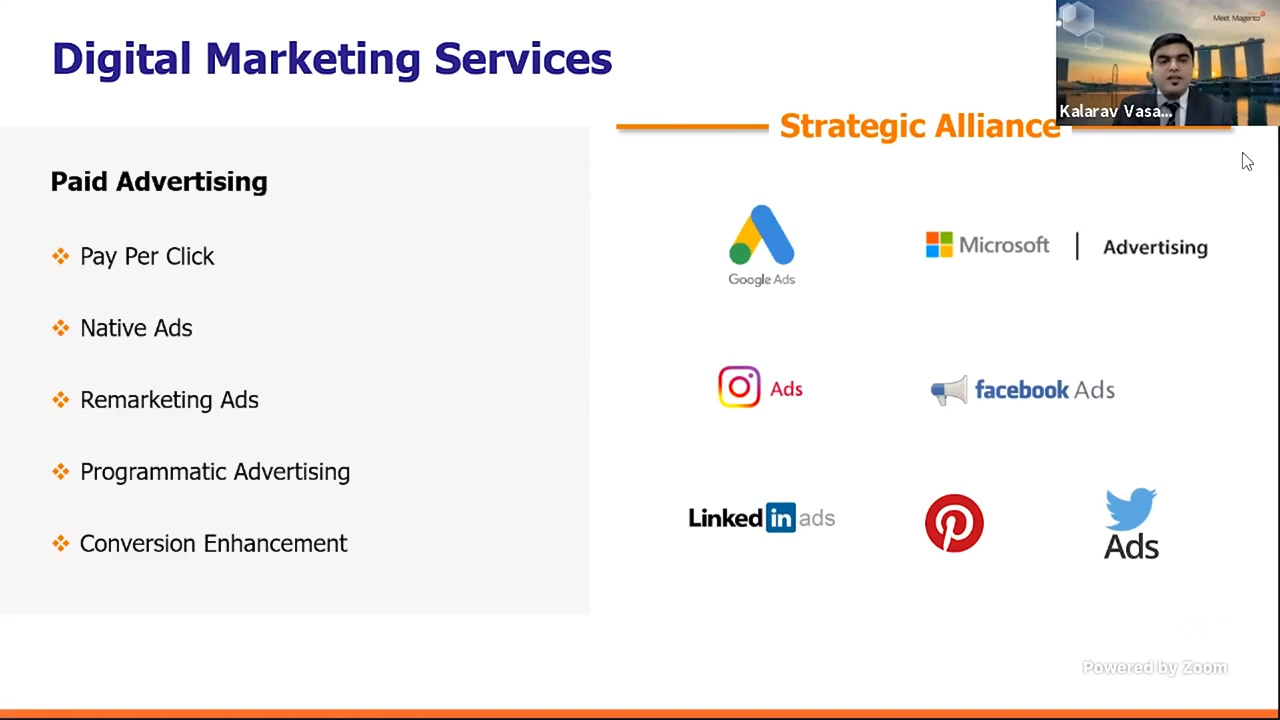 Digital Marketing Services
Meet Magento
Kalarav Vasa...
Strategic Alliance
Paid Advertising
Pay Per Click
Native Ads
Remarketing Ads
Programmatic Advertising
Conversion Enhancement
Google Ads
Microsoft | Advertising
Ads
facebook Ads
Linked in ads
Ads
Powered by Zoom